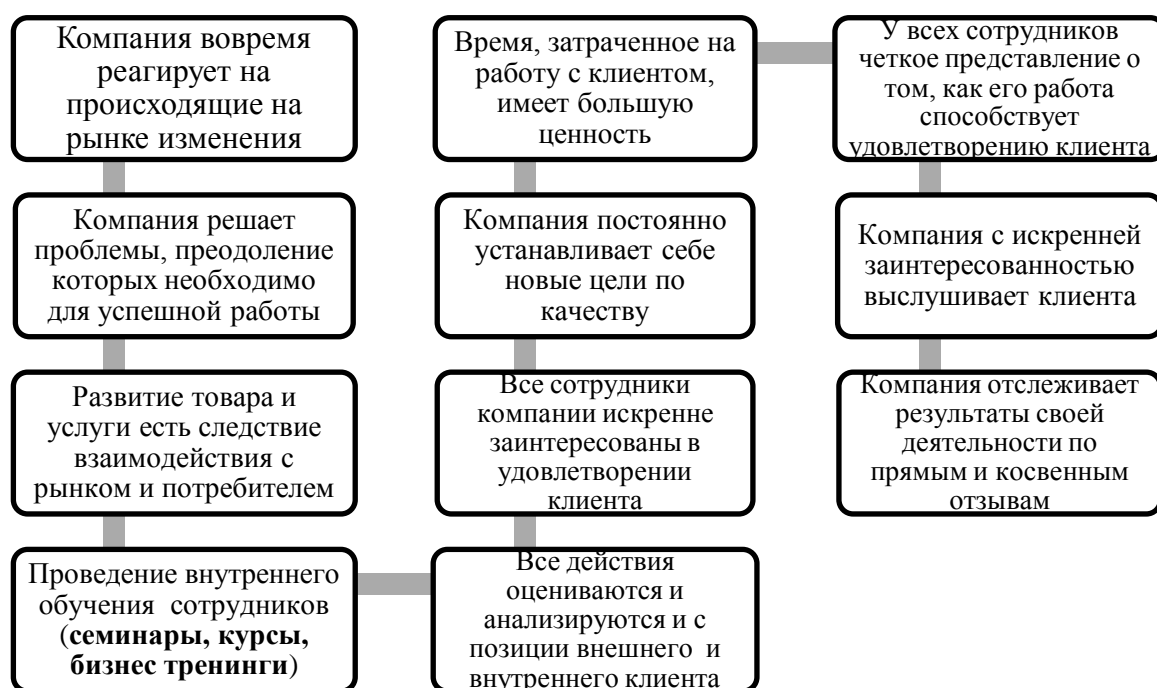 Компания вовремя
реагирует на
происходящие на
рынке изменения
Компания решает
проблемы, преодоление
которых необходимо
для успешной работы
Развитие товара и
услуги есть следствие
взаимодействия с
рынком и потребителем
Проведение внутреннего
обучения сотрудников
(семинары, курсы,
бизнес тренинги)
Все действия
оцениваются и
анализируются и с
позиции внешнего и
внутреннего клиента
Все сотрудники
компании искренне
заинтересованы в
удовлетворении
клиента
Компания постоянно
устанавливает себе
новые цели по
качеству
Время, затраченное на
работу с клиентом,
имеет большую
ценность
У всех сотрудников
четкое представление о
том, как его работа
способствует
удовлетворению клиента
Компания с искренней
заинтересованностью
выслушивает клиента
Компания отслеживает
результаты своей
деятельности по
прямым и косвенным
отзывам